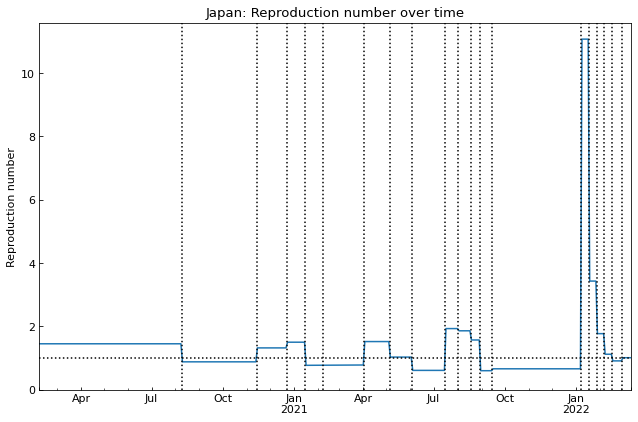 Japan: Reproduction number over time
Reproduction number
10
8
6
4
2
0
Apr
Jul
Oct
Jan
2021
Apr
Jul
Oct
Jan
2022